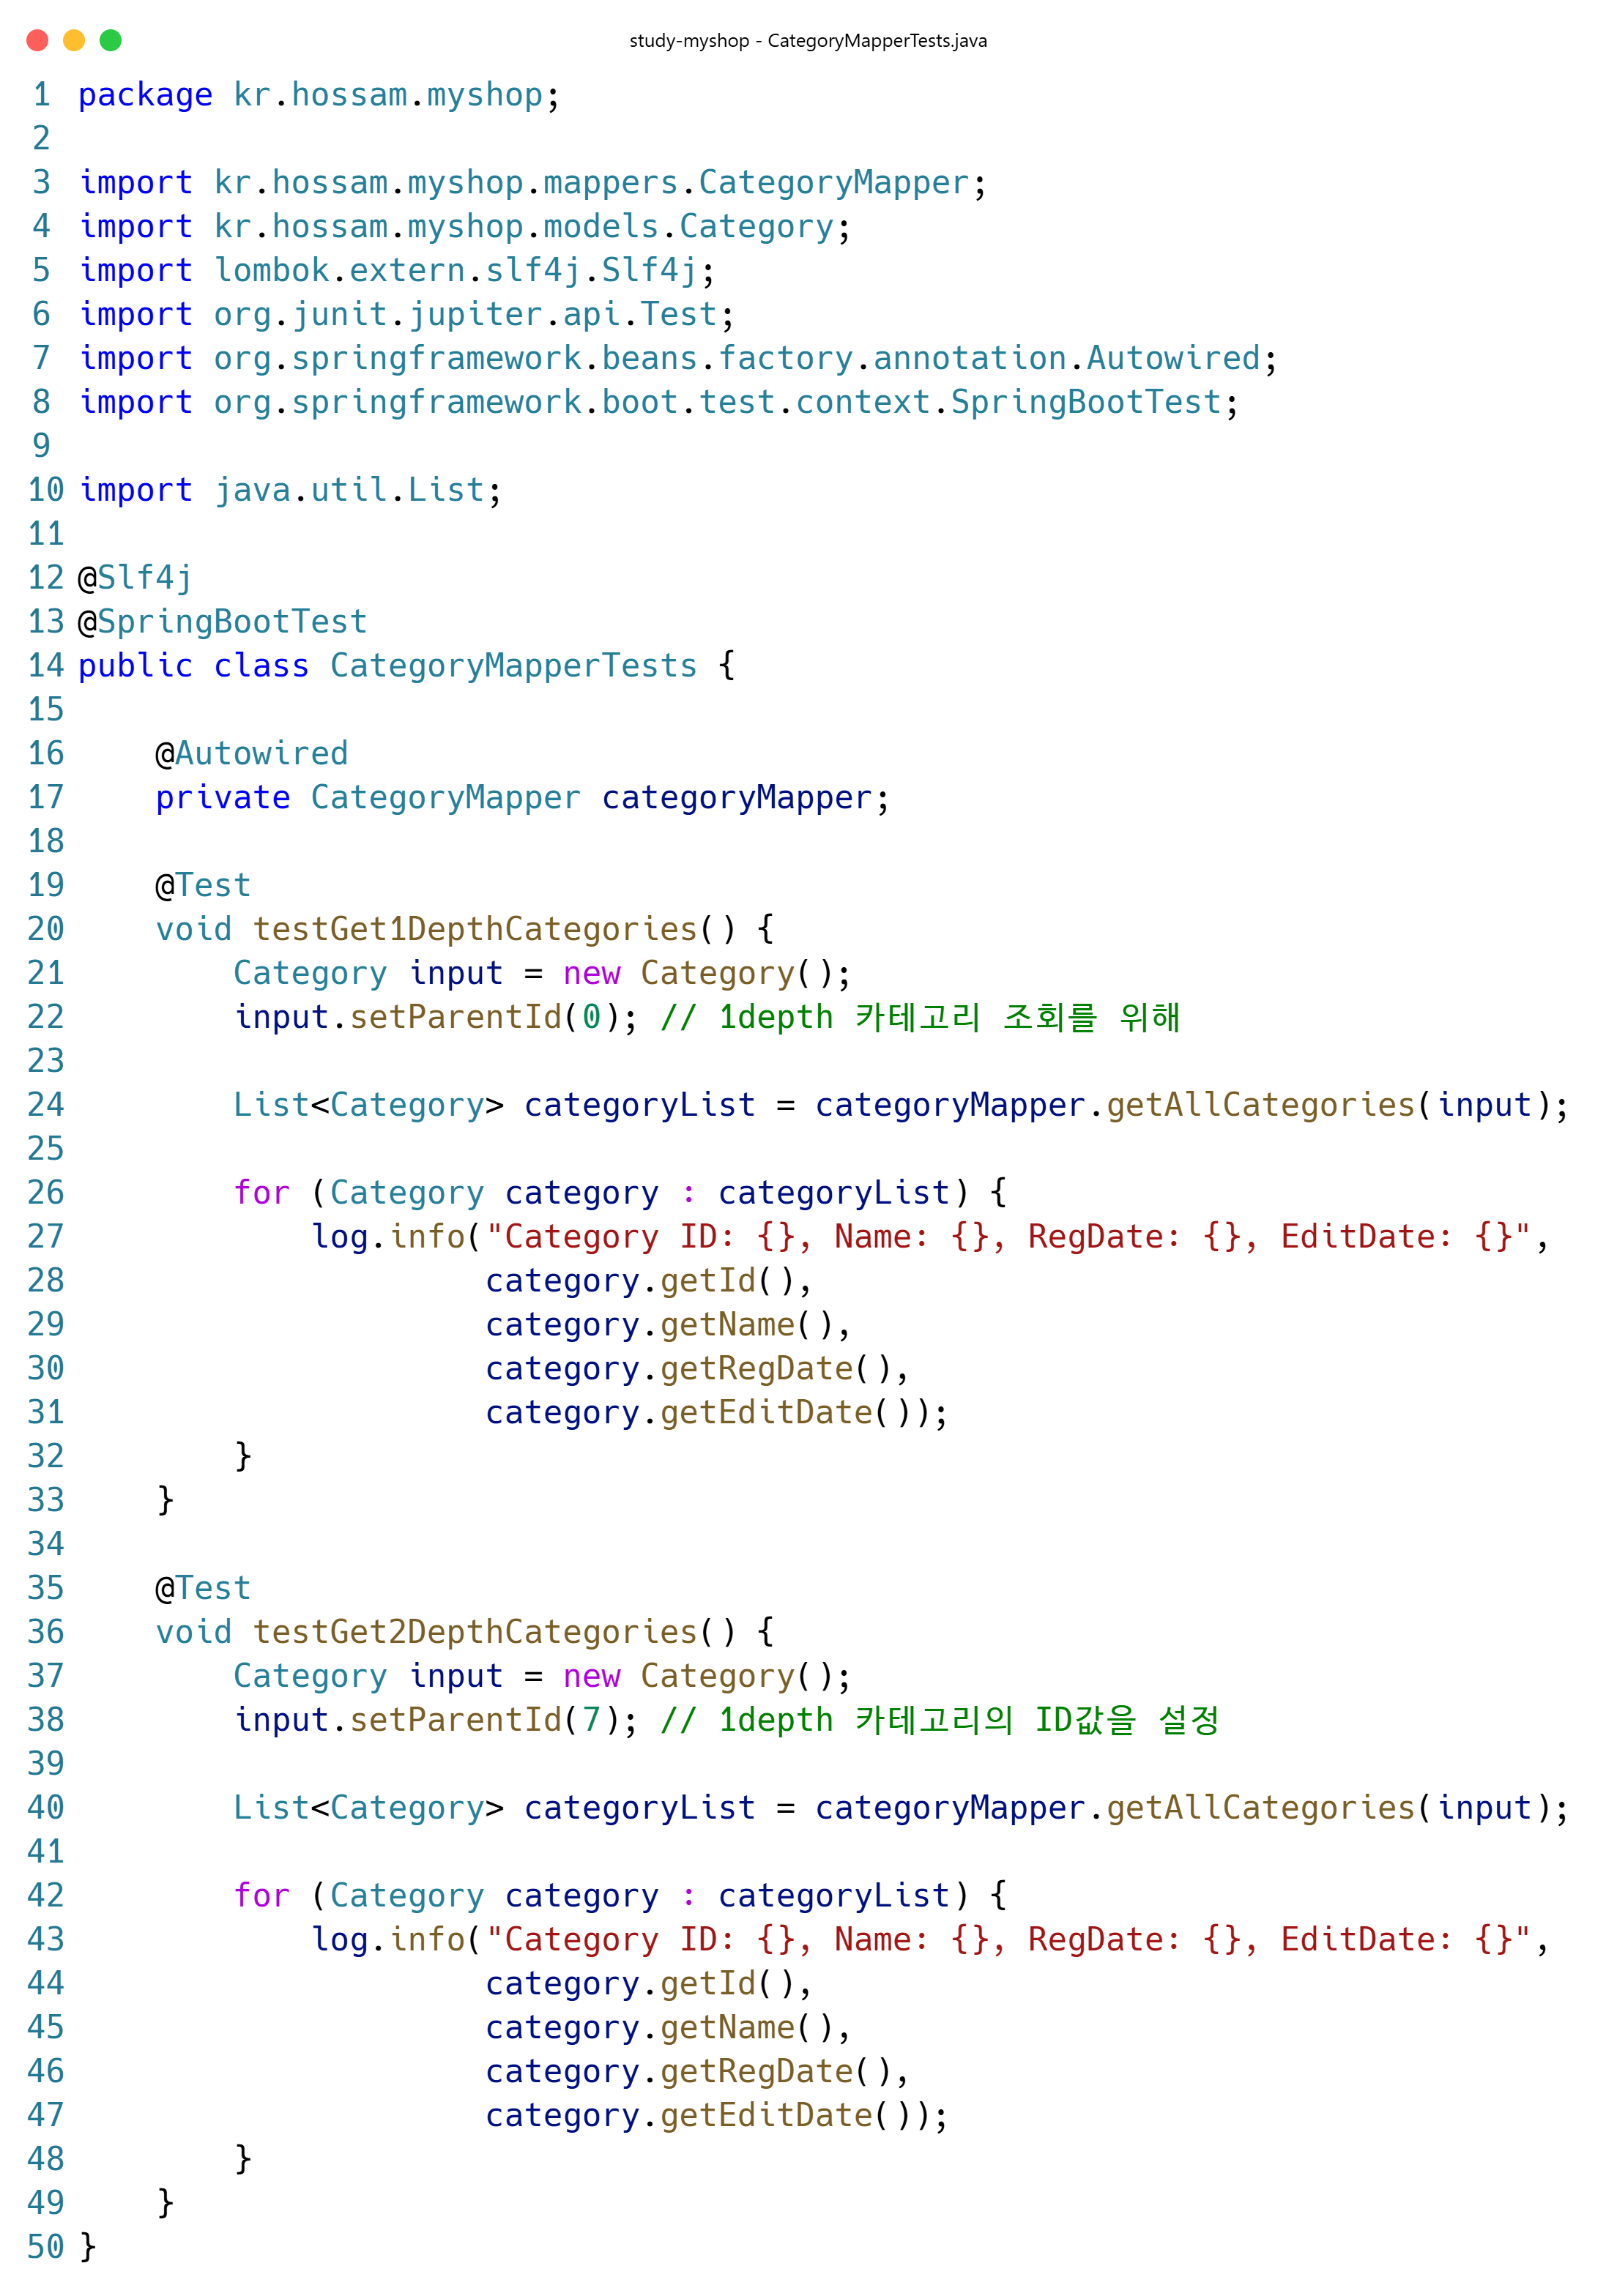 study-myshop - CategoryMapperTests.java
1 package kr.hossam.myshop;
2
3 import kr.hossam.myshop.mappers.CategoryMapper;
4 import kr.hossam.myshop.models.Category;
5 import lombok.extern.slf4j.Slf4j;
6 import org.junit.jupiter.api.Test;
7 import org.springframework.beans.factory.annotation.Autowired;
8 import org.springframework.boot.test.context.SpringBootTest;
9
10 import java.util.List;
11
12 @Slf4j
13 @SpringBootTest
14 public class CategoryMapperTests {
15
16     @Autowired
17     private CategoryMapper categoryMapper;
18
19     @Test
20     void testGet1DepthCategories() {
21         Category input = new Category();
22         input.setParentId(0); // 1depth 카테고리 조회를 위해
23
24         List<Category> categoryList = categoryMapper.getAllCategories(input);
25
26         for (Category category : categoryList) {
27             log.info("Category ID: {}, Name: {}, RegDate: {}, EditDate: {}",
28                      category.getId(),
29                      category.getName(),
30                      category.getRegDate(),
31                      category.getEditDate());
32         }
33     }
34
35     @Test
36     void testGet2DepthCategories() {
37         Category input = new Category();
38         input.setParentId(7); // 1depth 카테고리의 ID값을 설정
39
40         List<Category> categoryList = categoryMapper.getAllCategories(input);
41
42         for (Category category : categoryList) {
43             log.info("Category ID: {}, Name: {}, RegDate: {}, EditDate: {}",
44                      category.getId(),
45                      category.getName(),
46                      category.getRegDate(),
47                      category.getEditDate());
48         }
49     }
50 }